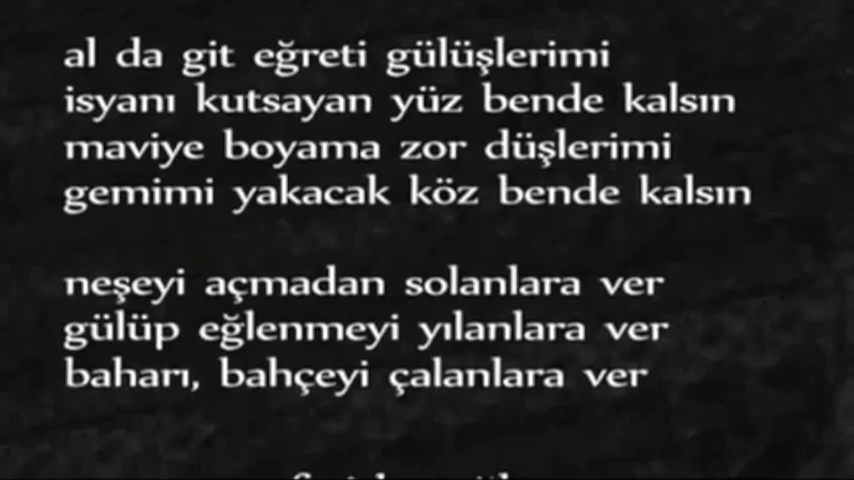 al da git eğreti gülüşlerimi
isyanı kutsayan yüz bende kalsın
maviye boyama zor düşlerimi
gemimi yakacak köz bende kalsın
neşeyi açmadan solanlara ver
gülüp eğlenmeyi yılanlara ver
baharı, bahçeyi çalanlara ver